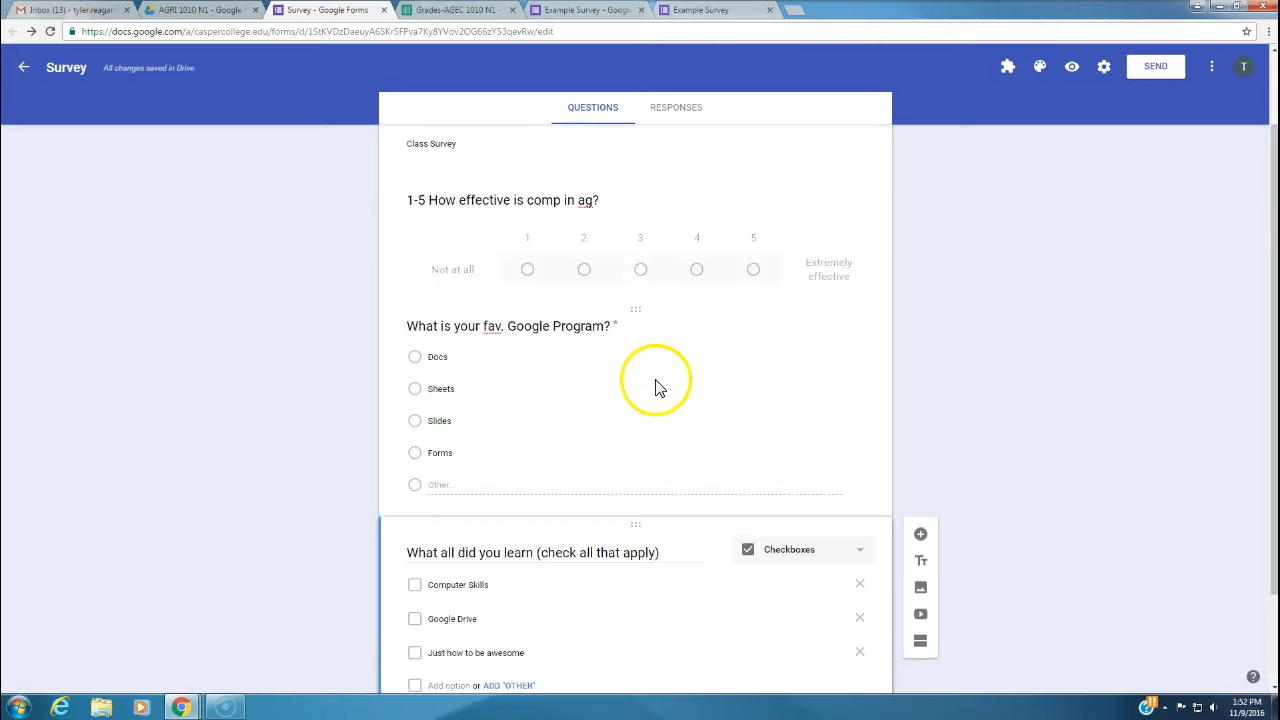 Inbox (13) - tyler.reagan
AGRI 1010 N1 - Google
Survey - Google Forms
Grades-AGEC 1010 N1 -
Example Survey - Google
Example Survey
https://docs.google.com/a/caspercollege.edu/forms/d/1StKVDzDaeuyA6SKr5FPva7Ky8YVov2OG66zYS3qevRw/edit
Survey
All changes saved in Drive
SEND
T
QUESTIONS
RESPONSES
Class Survey
1-5 How effective is comp in ag?
1 2 3 4 5
Not at all
Extremely
effective
What is your fav. Google Program? *
Docs
Sheets
Slides
Forms
Other...
What all did you learn (check all that apply)
Checkboxes
Computer Skills
Google Drive
Just how to be awesome
Add option or ADD "OTHER"
1:52 PM
11/9/2016